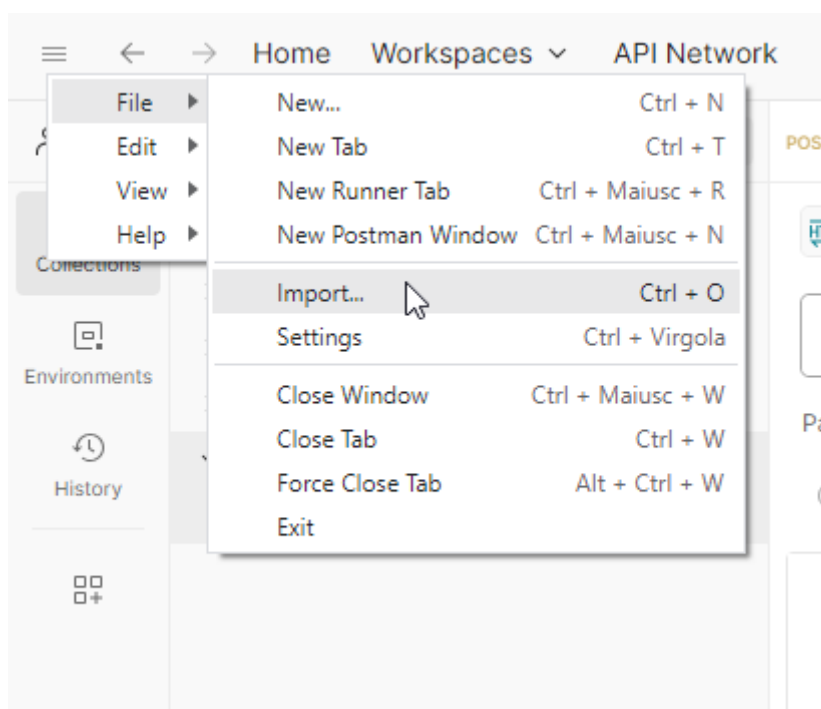 Home Workspaces API Network
File New... Ctrl + N
Edit New Tab Ctrl + T
View New Runner Tab Ctrl + Maiusc + R
Help New Postman Window Ctrl + Maiusc + N
Collections
Import... Ctrl + O
Settings Ctrl + Virgola
Environments
Close Window Ctrl + Maiusc + W
Close Tab Ctrl + W
Force Close Tab Alt + Ctrl + W
History
Exit
POS
Pa